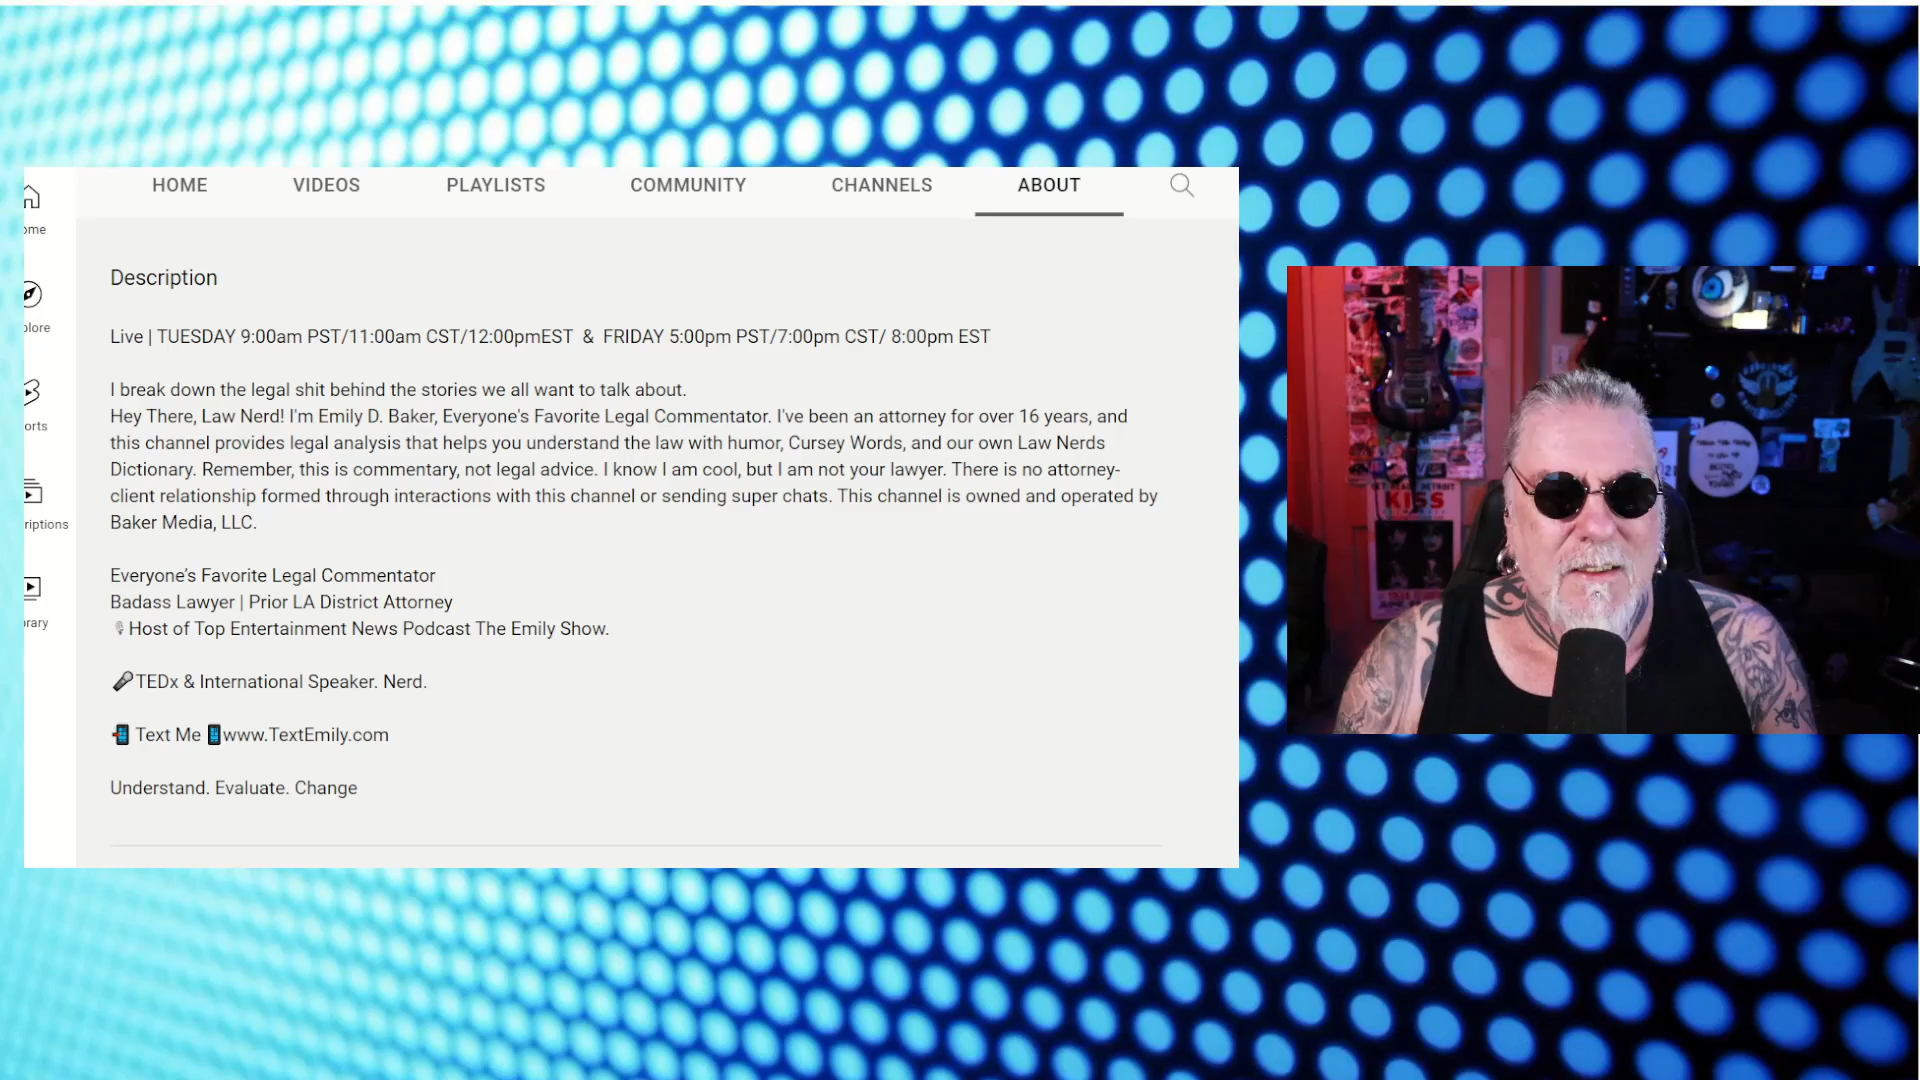 HOME VIDEOS PLAYLISTS COMMUNITY CHANNELS ABOUT
ome
plore
orts
riptions
rary
Description
Live | TUESDAY 9:00am PST/11:00am CST/12:00pmEST & FRIDAY 5:00pm PST/7:00pm CST/ 8:00pm EST
I break down the legal shit behind the stories we all want to talk about.
Hey There, Law Nerd! I'm Emily D. Baker, Everyone's Favorite Legal Commentator. I've been an attorney for over 16 years, and
this channel provides legal analysis that helps you understand the law with humor, Cursey Words, and our own Law Nerds
Dictionary. Remember, this is commentary, not legal advice. I know I am cool, but I am not your lawyer. There is no attorney-
client relationship formed through interactions with this channel or sending super chats. This channel is owned and operated by
Baker Media, LLC.
Everyone’s Favorite Legal Commentator
Badass Lawyer | Prior LA District Attorney
🎙Host of Top Entertainment News Podcast The Emily Show.
🎤TEDx & International Speaker. Nerd.
📲 Text Me 📱www.TextEmily.com
Understand. Evaluate. Change
KISS